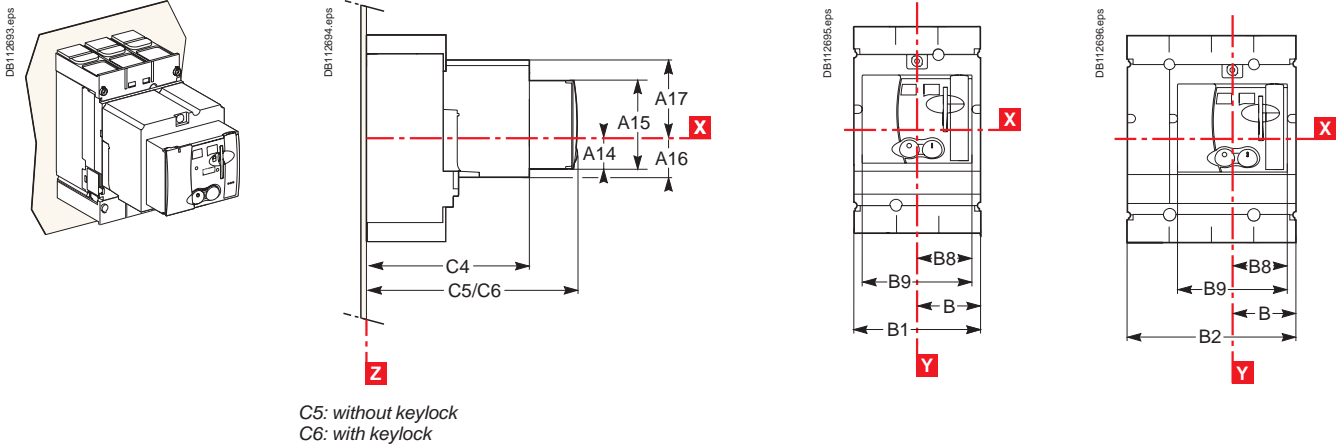 DB112693.eps
DB112694.eps
A17
A15
X
A14
A16
C4
C5/C6
Z
C5: without keylock
C6: with keylock
DB112695.eps
X
B8
B9
B
B1
Y
DB112696.eps
X
B8
B9
B
B2
Y